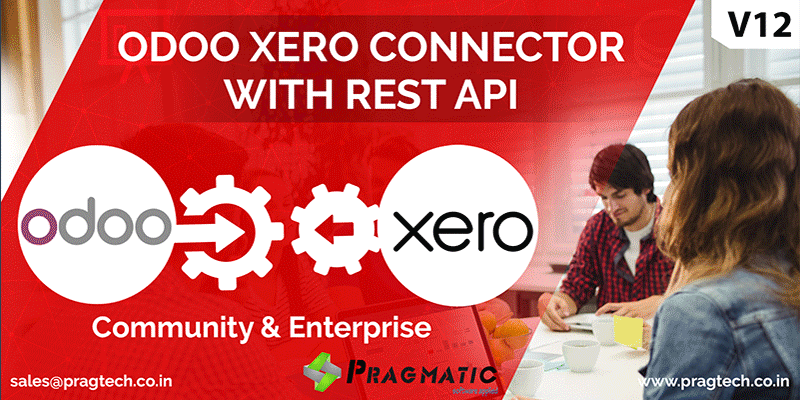 V12
ODOO XERO CONNECTOR
WITH REST API
odoo
xero
Community & Enterprise
PRAGMATIC
sales@pragtech.co.in
www.pragtech.co.in